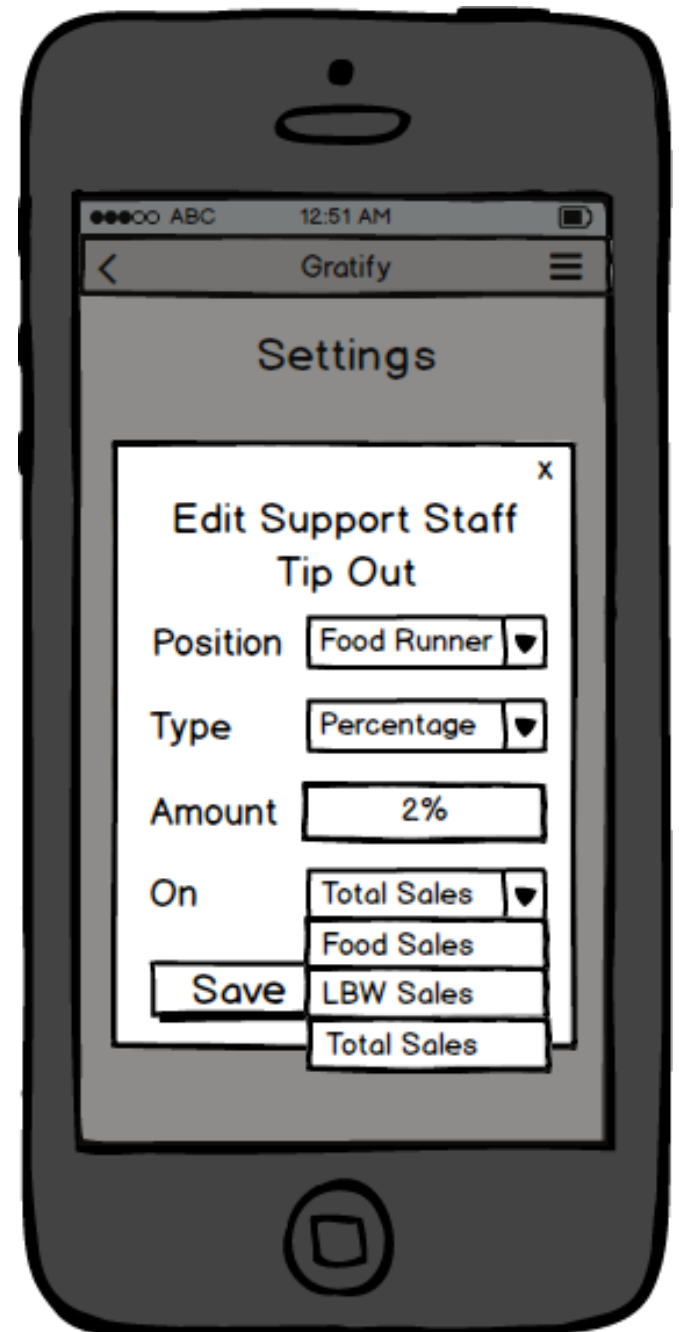 ABC 12:51 AM
Gratify
Settings
x
Edit Support Staff
Tip Out
Position Food Runner
Type Percentage
Amount 2%
On Total Sales
Food Sales
Save LBW Sales
Total Sales